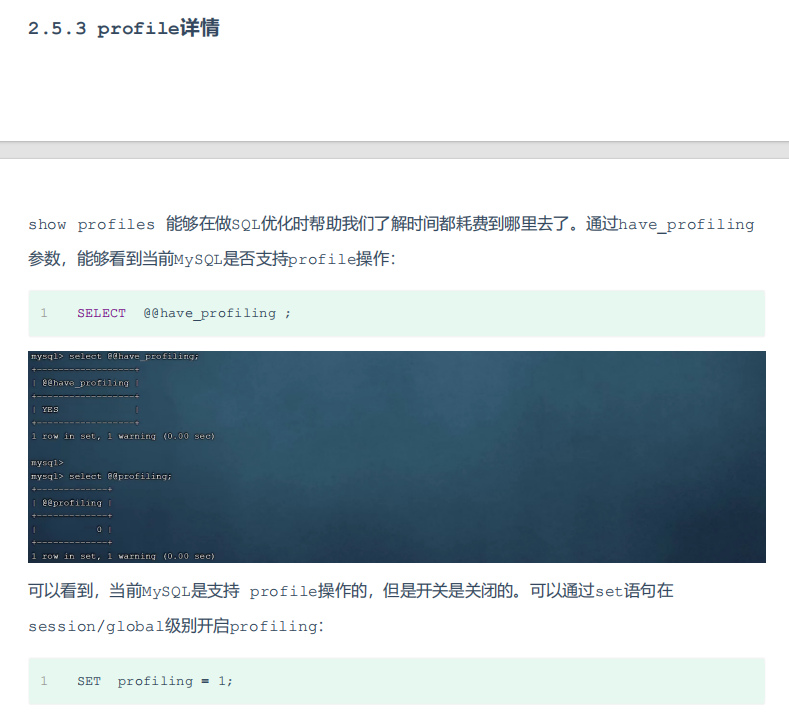 2.5.3 profile详情
show profiles 能够在做SQL优化时帮助我们了解时间都耗费到哪里去了。通过have_profiling
参数，能够看到当前MySQL是否支持profile操作：
1 SELECT @@have_profiling ;
mysql> select @@have_profiling;
+------------------+
| @@have_profiling |
+------------------+
| YES              |
+------------------+
1 row in set, 1 warning (0.00 sec)
mysql>
mysql> select @@profiling;
+-------------+
| @@profiling |
+-------------+
|           0 |
+-------------+
1 row in set, 1 warning (0.00 sec)
可以看到，当前MySQL是支持 profile操作的，但是开关是关闭的。可以通过set语句在
session/global级别开启profiling：
1 SET profiling = 1;